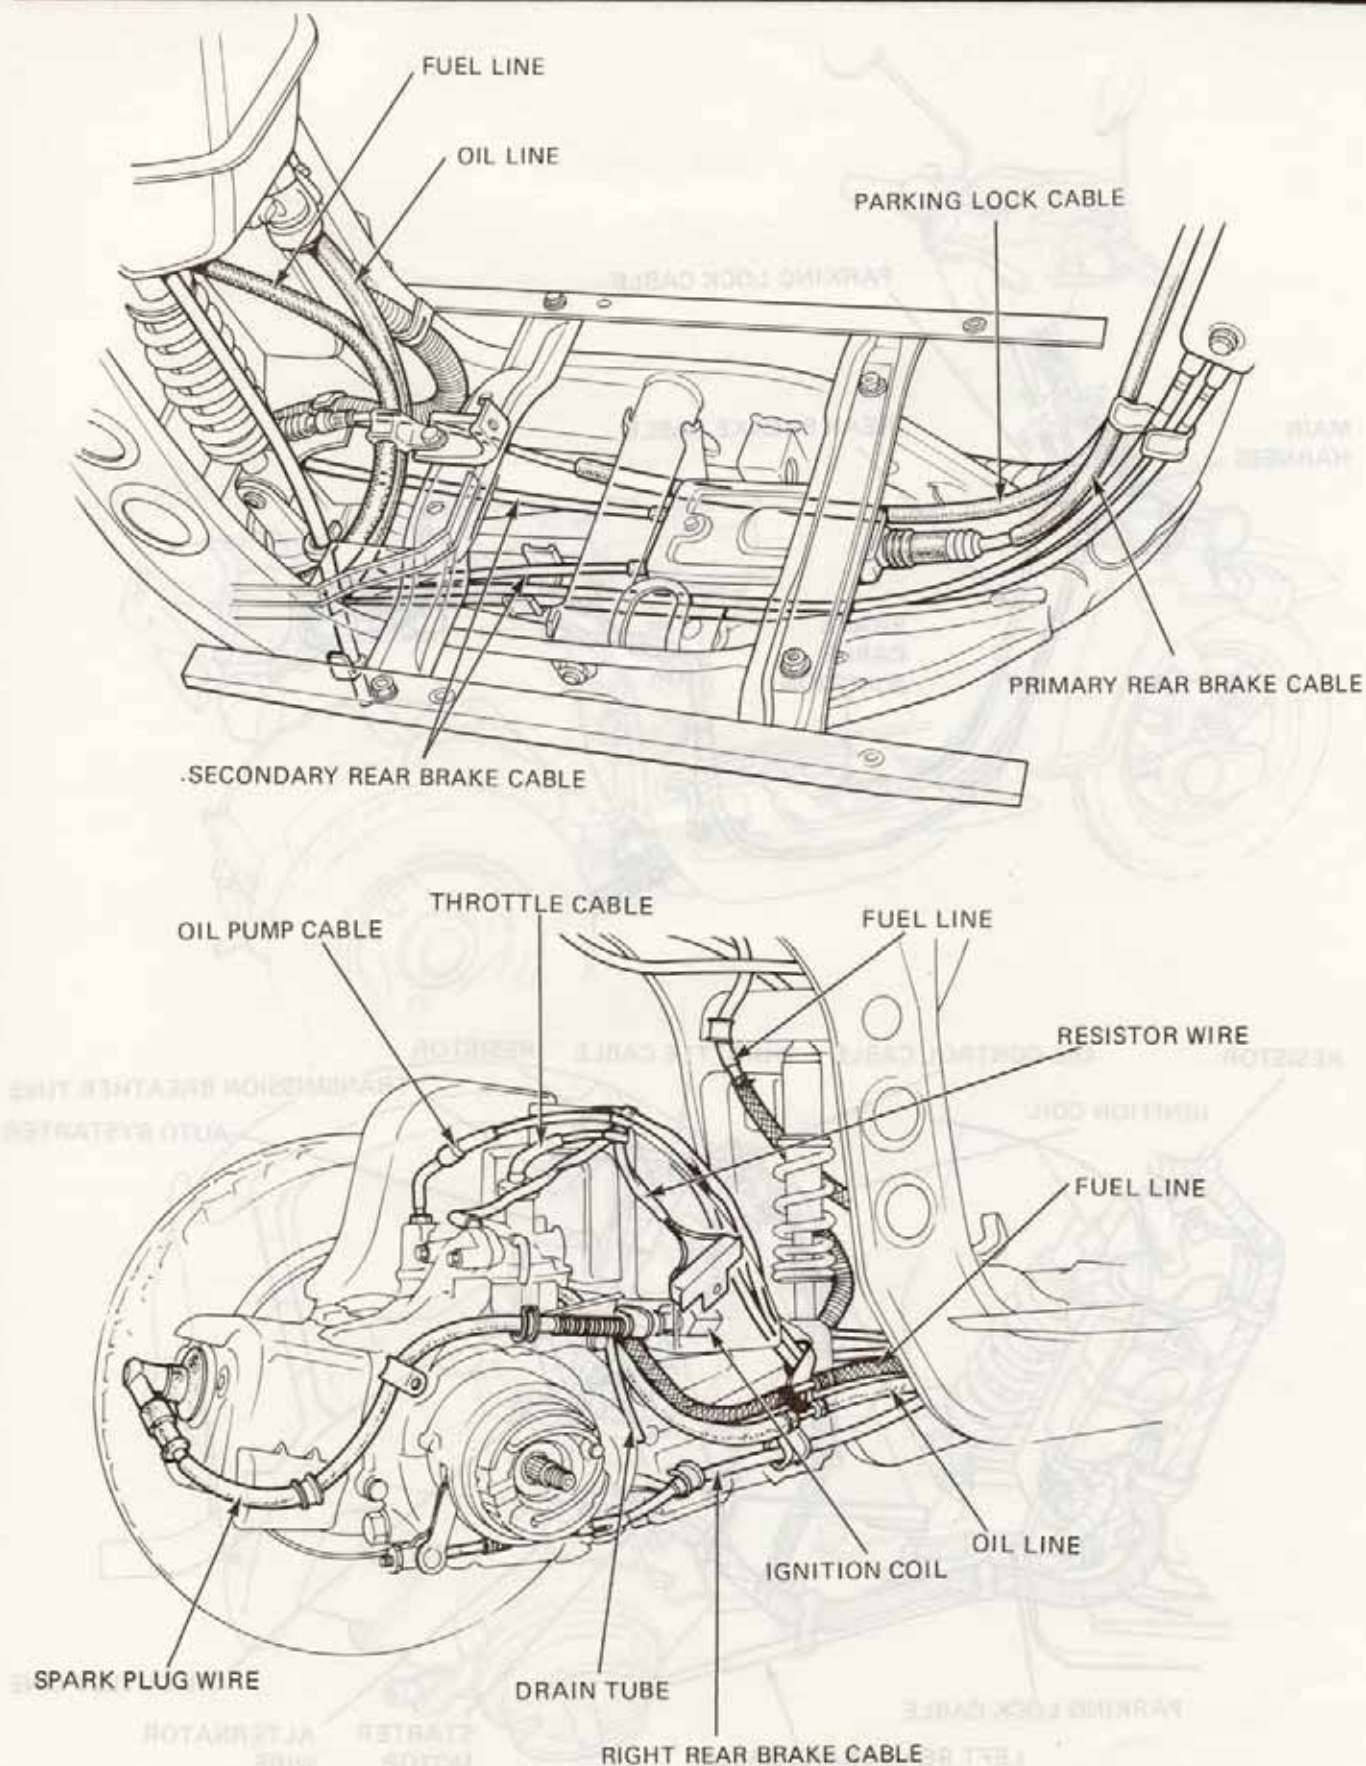 FUEL LINE
OIL LINE
PARKING LOCK CABLE
PRIMARY REAR BRAKE CABLE
SECONDARY REAR BRAKE CABLE
THROTTLE CABLE
OIL PUMP CABLE
FUEL LINE
RESISTOR WIRE
FUEL LINE
OIL LINE
IGNITION COIL
SPARK PLUG WIRE
DRAIN TUBE
RIGHT REAR BRAKE CABLE